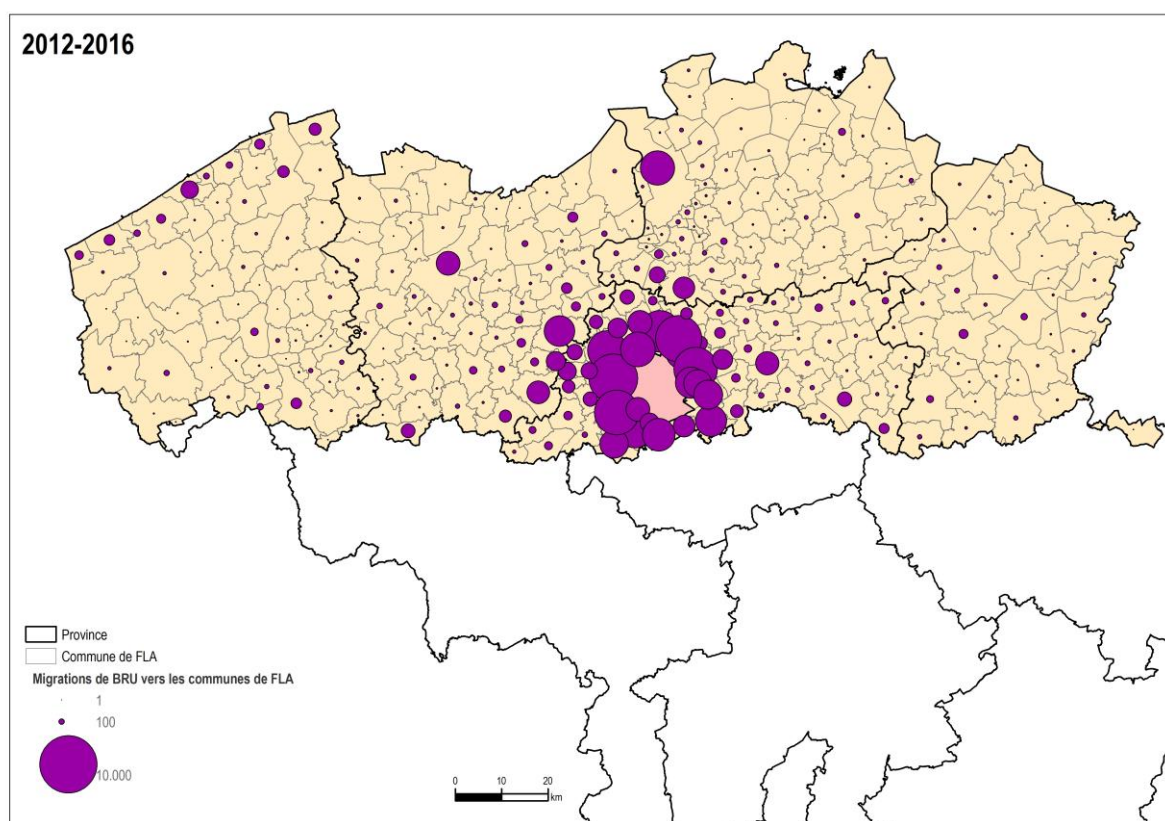 2012-2016
Province
Commune de FLA
Migrations de BRU vers les communes de FLA
1
100
10.000
0 10 20
km